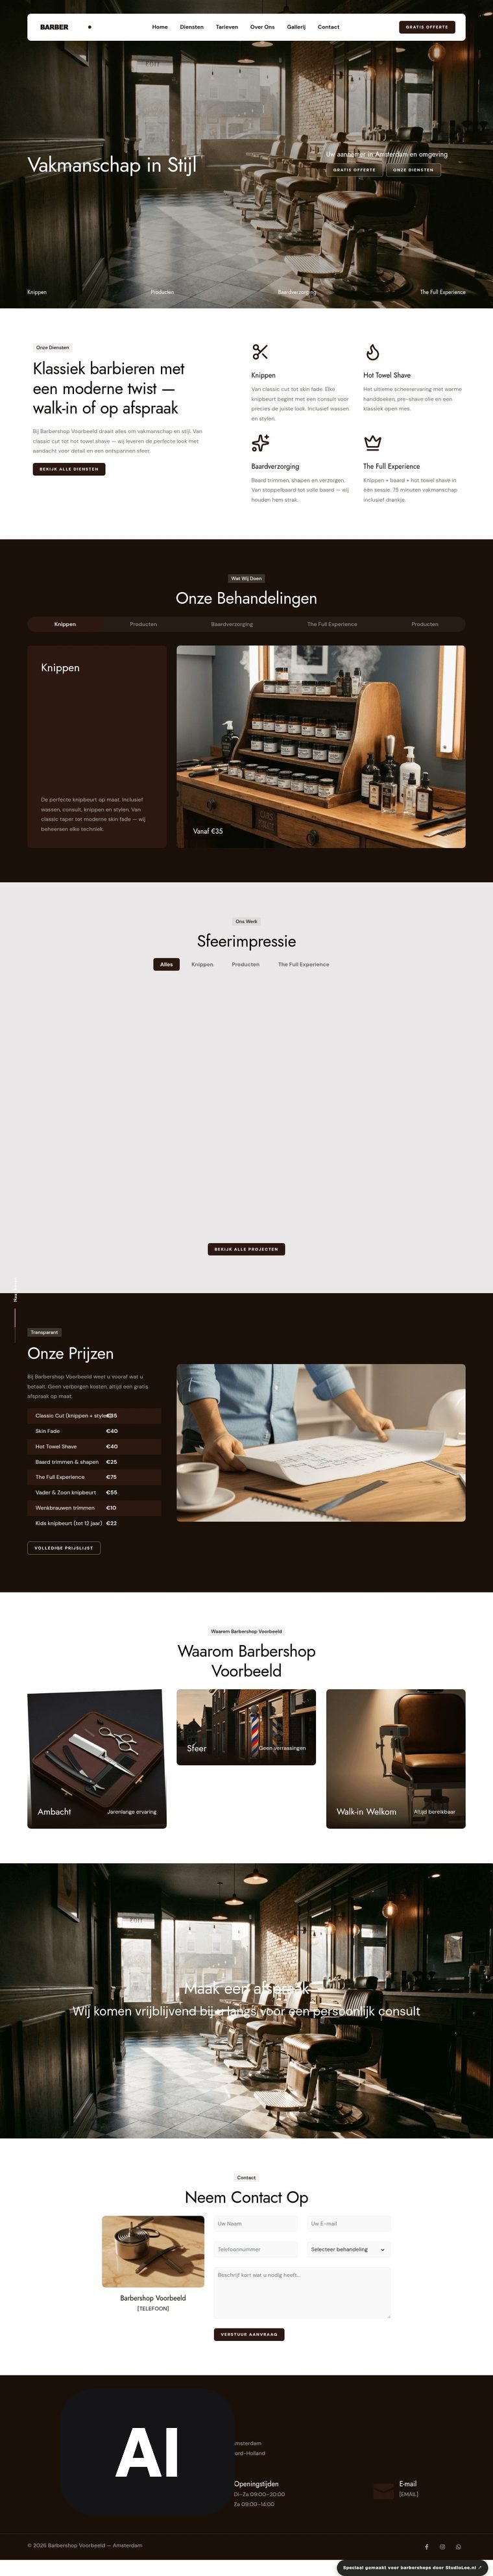 BARBER
Home Diensten Tarieven Over Ons Gallerij Contact
GRATIS OFFERTE
Vakmanschap in Stijl
Uw aannemer in Amsterdam en omgeving
GRATIS OFFERTE ONZE DIENSTEN
Knippen Producten Baardverzorging The Full Experience
Onze Diensten
Klassiek barbieren met
een moderne twist —
walk-in of op afspraak
Bij Barbershop Voorbeeld draait alles om vakmanschap en stijl. Van
classic cut tot hot towel shave — wij leveren de perfecte look met
aandacht voor detail en een ontspannen sfeer.
BEKIJK ALLE DIENSTEN
Knippen
Van classic cut tot skin fade. Elke
knipbeurt begint met een consult voor
precies de juiste look. Inclusief wassen
en stylen.
Hot Towel Shave
Het ultieme scheerervaring met warme
handdoeken, pre-shave olie en een
klassiek open mes.
Baardverzorging
Baard trimmen, shapen en verzorgen.
Van stoppelbaard tot volle baard — wij
houden hem strak.
The Full Experience
Knippen + baard + hot towel shave in
één sessie. 75 minuten vakmanschap
inclusief drankje.
Wat Wij Doen
Onze Behandelingen
Knippen Producten Baardverzorging The Full Experience Producten
Knippen
De perfecte knipbeurt op maat. Inclusief
wassen, consult, knippen en stylen. Van
classic taper tot moderne skin fade — wij
beheersen elke techniek.
Vanaf €35
Ons Werk
Sfeerimpressie
Alles Knippen Producten The Full Experience
BEKIJK ALLE PROJECTEN
Transparant
Onze Prijzen
Bij Barbershop Voorbeeld weet u vooraf wat u
betaalt. Geen verborgen kosten, altijd een gratis
afspraak op maat.
Classic Cut (knippen + stylen) €35
Skin Fade €40
Hot Towel Shave €40
Baard trimmen & shapen €25
The Full Experience €75
Vader & Zoon knipbeurt €55
Wenkbrauwen trimmen €10
Kids knipbeurt (tot 12 jaar) €22
VOLLEDIGE PRIJSLIJST
Waarom Barbershop Voorbeeld
Waarom Barbershop
Voorbeeld
Ambacht Jarenlange ervaring
Sfeer Geen verrassingen
Walk-in Welkom Altijd bereikbaar
Maak een afspraak
Wij komen vrijblijvend bij u langs voor een persoonlijk consult
Contact
Neem Contact Op
Barbershop Voorbeeld
[TELEFOON]
Uw Naam Uw E-mail
Telefoonnummer Selecteer behandeling
Beschrijf kort wat u nodig heeft...
VERSTUUR AANVRAAG
AI
Openingstijden
Di–Za 09:00–20:00
Za 09:00–14:00
E-mail
[EMAIL]
© 2026 Barbershop Voorbeeld — Amsterdam
Speciaal gemaakt voor barbershops door StudioLee.nl ↗